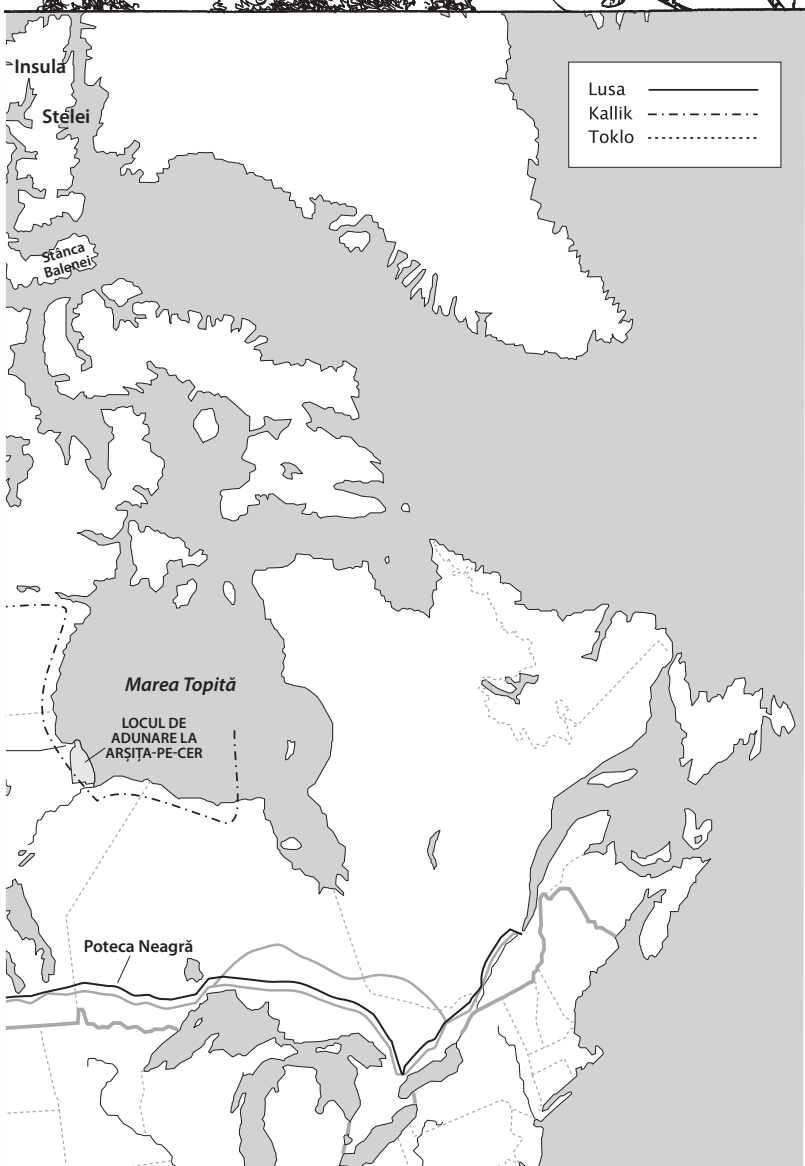 Insula
Stelei
Lusa
Kallik
Toklo
Stânca
Balenei
Marea Topită
LOCUL DE
ADUNARE LA
ARȘIȚA-PE-CER
Poteca Neagră